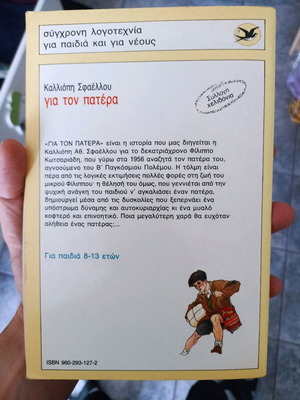 σύγχρονη λογοτεχνία
για παιδιά και για νέους
Καλλιόπη Σφαέλλου
για τον πατέρα
Συλλογή
χελιδόνια
«ΓΙΑ ΤΟΝ ΠΑΤΕΡΑ» είναι η ιστορία που μας διηγείται η
Καλλιόπη Αθ. Σφαέλλου για το δεκατριάχρονο Φίλιππο
Κωτσαριάδη, που γύρω στα 1956 αναζητά τον πατέρα του,
αγνοούμενο του Β΄ Παγκόσμιου Πολέμου. Η τόλμη είναι
πέρα από τις λογικές εκτιμήσεις πολλές φορές στη ζωή του
μικρού Φίλιππου· η θέλησή του όμως, που γεννιέται από την
ψυχική ανάγκη του παιδιού ν' αγκαλιάσει έναν πατέρα,
δημιουργεί μέσα από τις δυσκολίες που ξεπερνάει ένα
υπόστρωμα δύναμης και αυτοκυριαρχίας κι ένα μυαλό
κοφτερό και επινοητικό. Ποια μεγαλύτερη χαρά θα ευχόταν
αλήθεια ένας πατέρας;...
Για παιδιά 8-13 ετών
ISBN 960-293-127-2